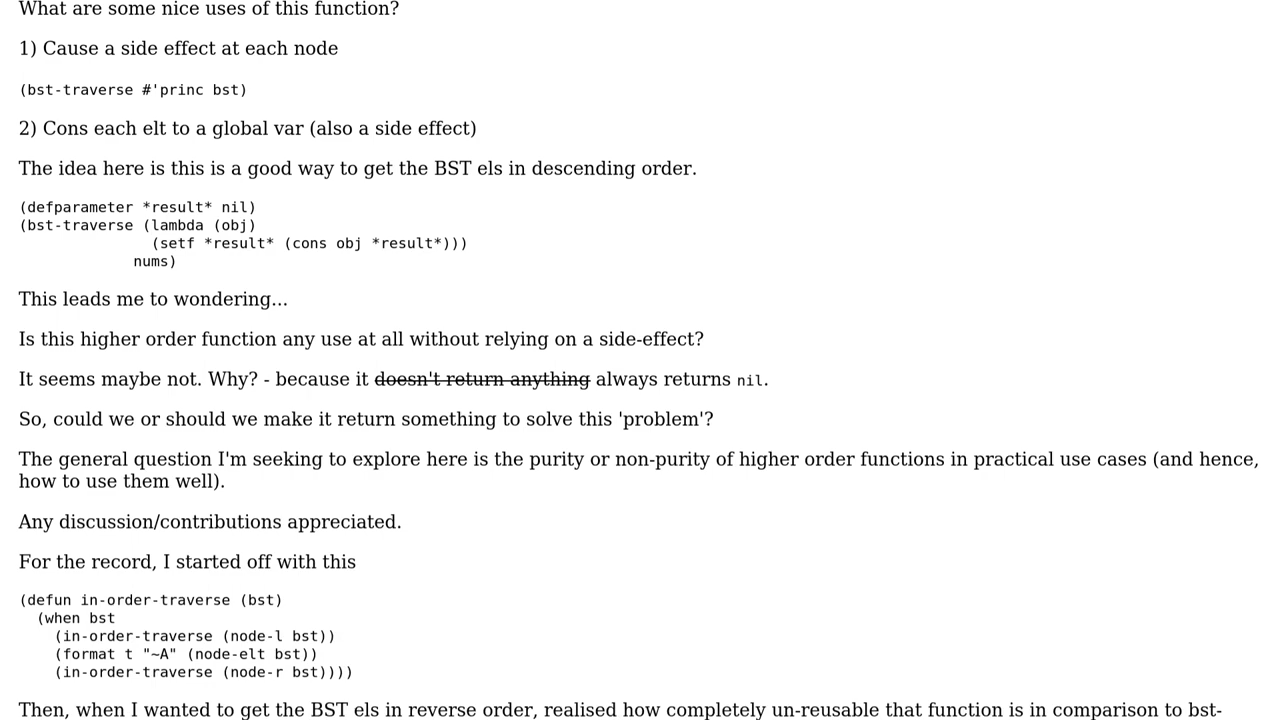 What are some nice uses of this function?
1) Cause a side effect at each node
(bst-traverse #'princ bst)
2) Cons each elt to a global var (also a side effect)
The idea here is this is a good way to get the BST els in descending order.
(defparameter *result* nil)
(bst-traverse (lambda (obj)
               (setf *result* (cons obj *result*)))
             nums)
This leads me to wondering...
Is this higher order function any use at all without relying on a side-effect?
It seems maybe not. Why? - because it doesn't return anything always returns nil.
So, could we or should we make it return something to solve this 'problem'?
The general question I'm seeking to explore here is the purity or non-purity of higher order functions in practical use cases (and hence,
how to use them well).
Any discussion/contributions appreciated.
For the record, I started off with this
(defun in-order-traverse (bst)
  (when bst
    (in-order-traverse (node-l bst))
    (format t "~A" (node-elt bst))
    (in-order-traverse (node-r bst))))
Then, when I wanted to get the BST els in reverse order, realised how completely un-reusable that function is in comparison to bst-